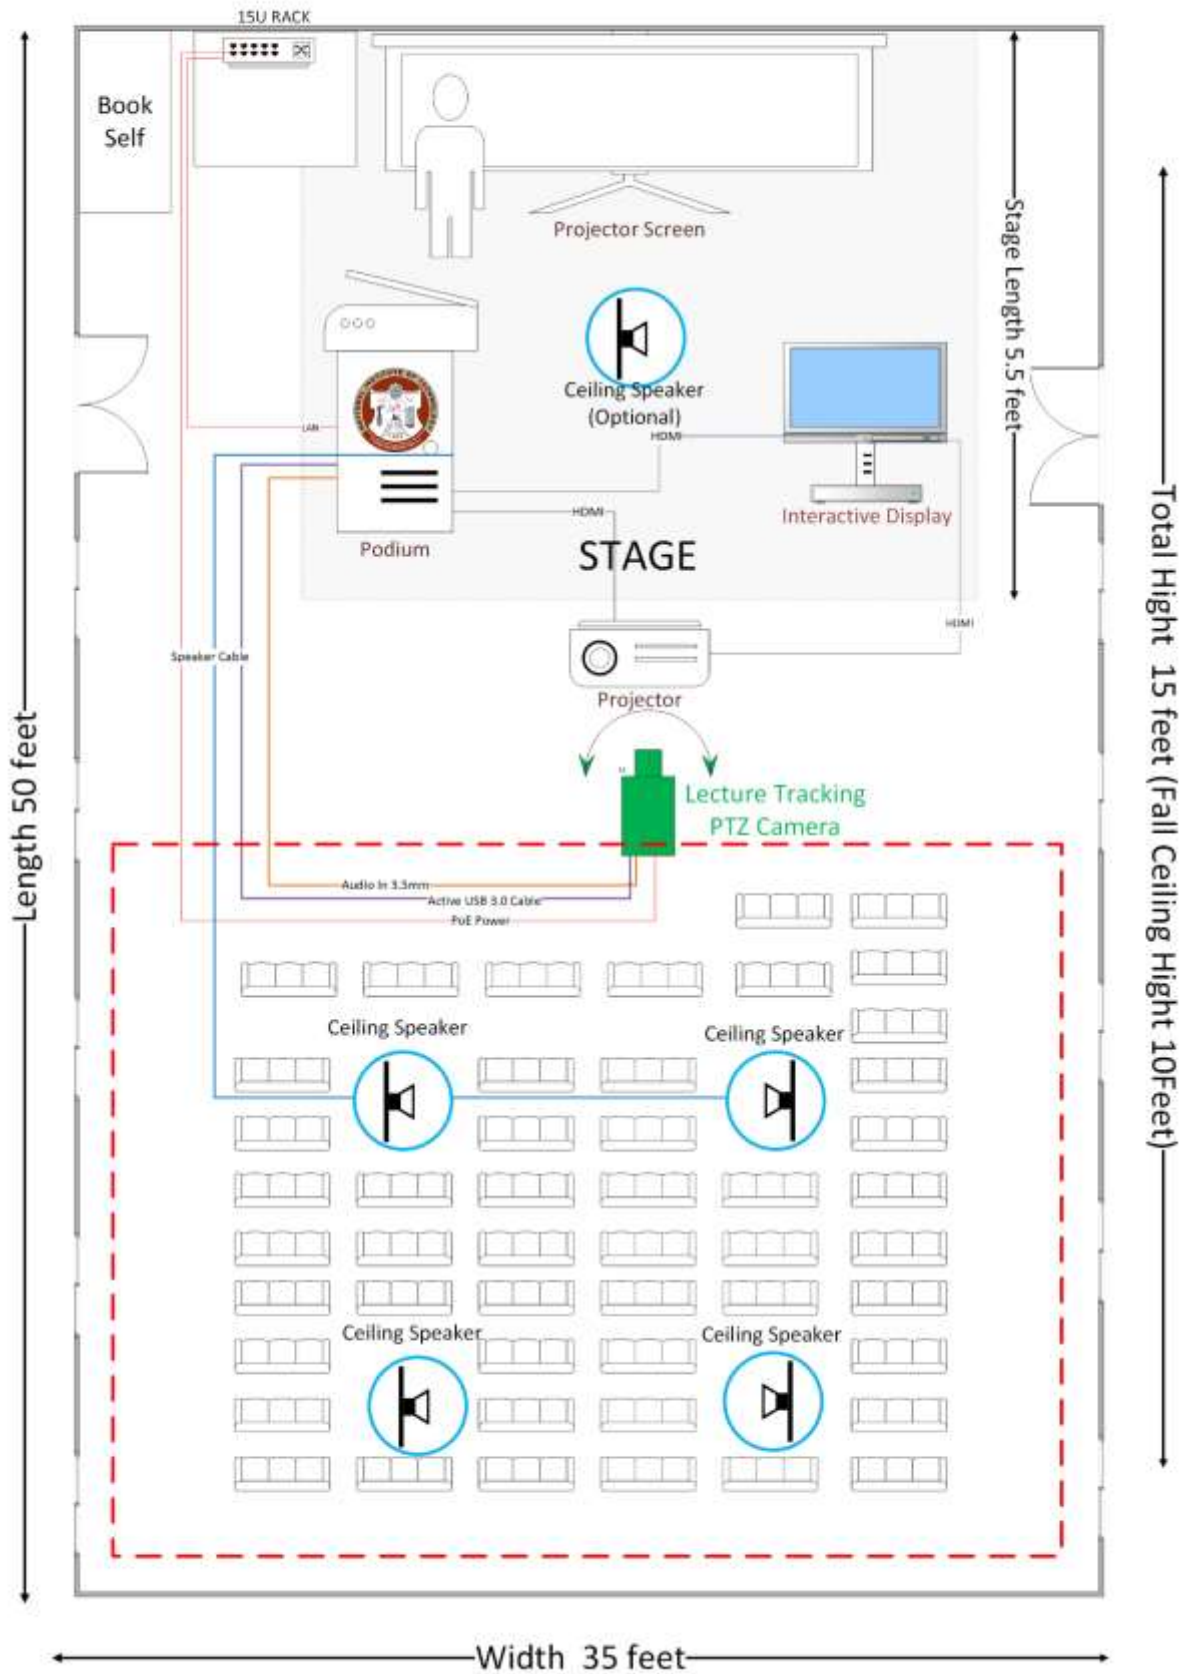 15U RACK
Book
Self
Projector Screen
Stage Length 5.5 feet
Ceiling Speaker
(Optional)
HDMI
LAN
Interactive Display
HDMI
Podium
STAGE
HDMI
Speaker Cable
Projector
Length 50 feet
Total Hight 15 feet (Fall Ceiling Hight 10Feet)
Lecture Tracking
PTZ Camera
Audio In 3.5mm
Active USB 3.0 Cable
PoE Power
Ceiling Speaker
Ceiling Speaker
Ceiling Speaker
Ceiling Speaker
Width 35 feet